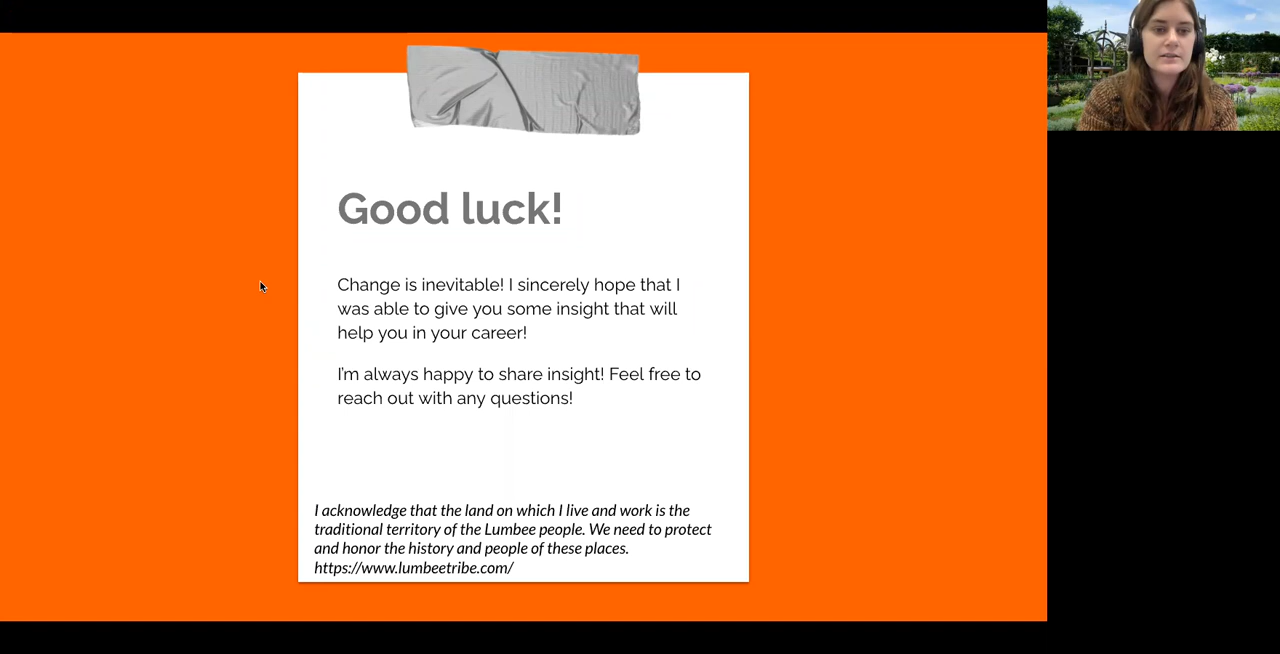 Good luck!
Change is inevitable! I sincerely hope that I
was able to give you some insight that will
help you in your career!
I'm always happy to share insight! Feel free to
reach out with any questions!
I acknowledge that the land on which I live and work is the
traditional territory of the Lumbee people. We need to protect
and honor the history and people of these places.
https://www.lumbeetribe.com/